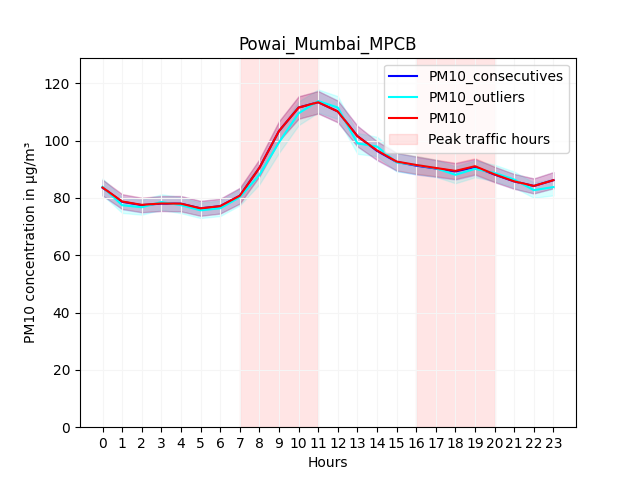 Powai_Mumbai_MPCB
PM10_consecutives
PM10_outliers
PM10
Peak traffic hours
PM10 concentration in µg/m³
120
100
80
60
40
20
0
0 1 2 3 4 5 6 7 8 9 10 11 12 13 14 15 16 17 18 19 20 21 22 23
Hours